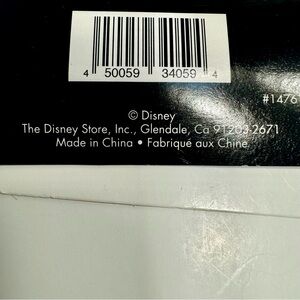 4 50059 34059 4
#1476
© Disney
The Disney Store, Inc., Glendale, Ca 91203-2671
Made in China • Fabriqué aux Chine